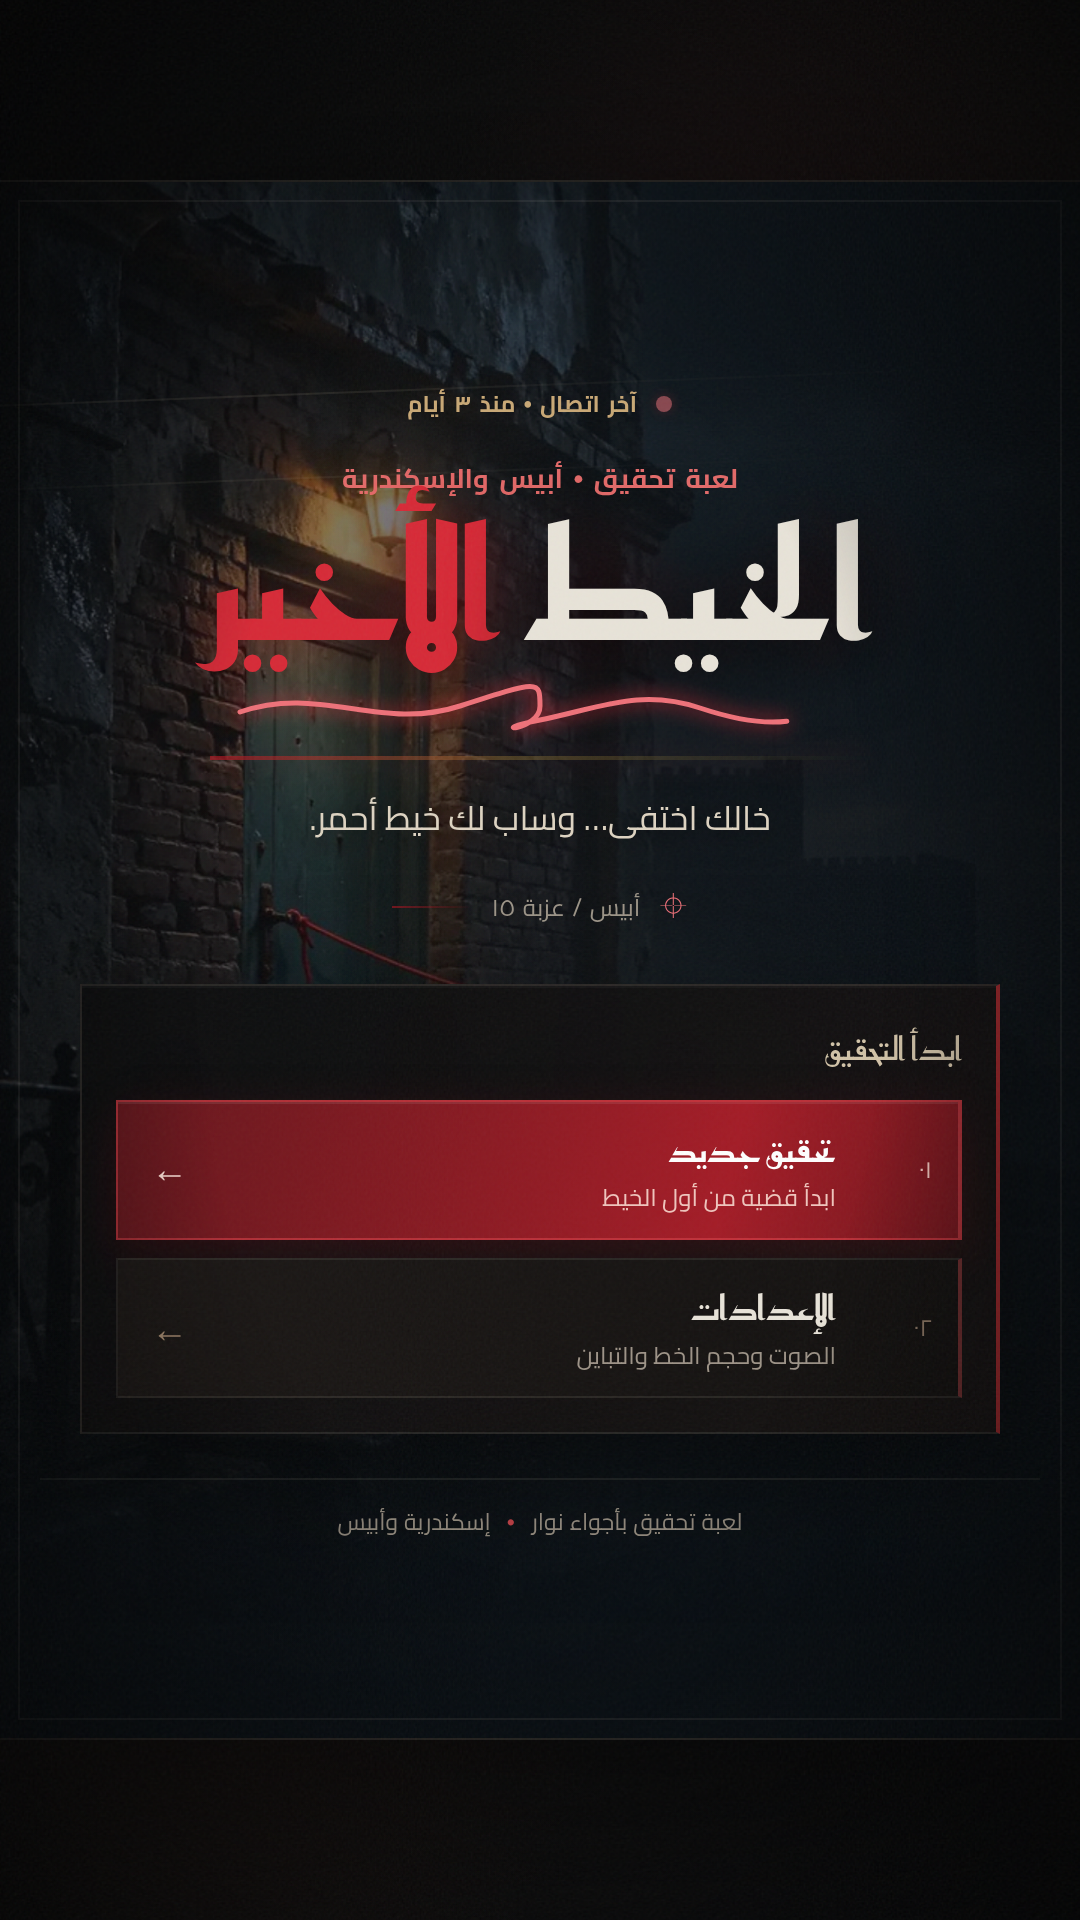 آخر اتصال • منذ ٣ أيام
لعبة تحقيق • أبيس والإسكندرية
الخيط الأخير
خالك اختفى... وساب لك خيط أحمر.
أبيس / عزبة ١٥
ابدأ التحقيق
٠١
تحقيق جديد
ابدأ قضية من أول الخيط
←
٠٢
الإعدادات
الصوت وحجم الخط والتباين
←
لعبة تحقيق بأجواء نوار • إسكندرية وأبيس